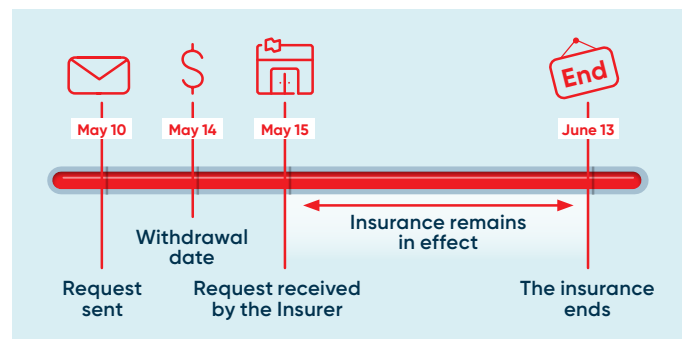 End
May 10
May 14
May 15
June 13
Withdrawal
date
Insurance remains
in effect
Request
sent
Request received
by the Insurer
The insurance
ends